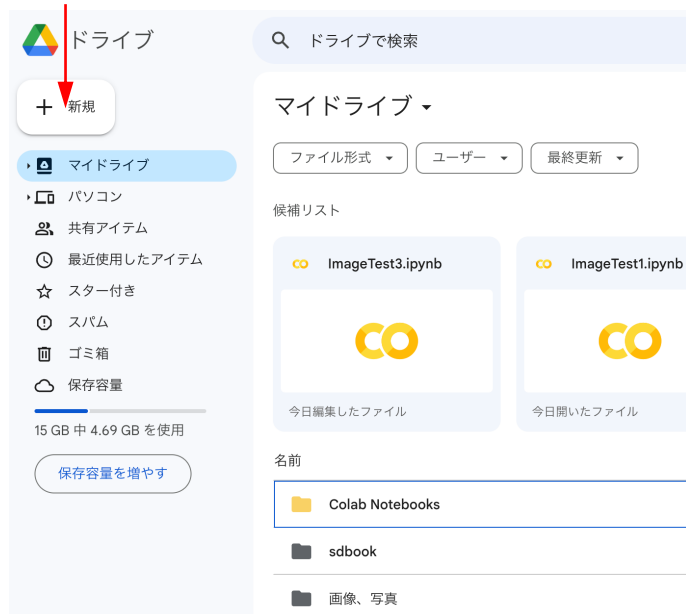 ドライブ
ドライブで検索
新規
マイドライブ
パソコン
共有アイテム
最近使用したアイテム
スター付き
スパム
ゴミ箱
保存容量
15 GB 中 4.69 GB を使用
保存容量を増やす
マイドライブ
ファイル形式
ユーザー
最終更新
候補リスト
ImageTest3.ipynb
今日編集したファイル
ImageTest1.ipynb
今日開いたファイル
名前
Colab Notebooks
sdbook
画像、写真